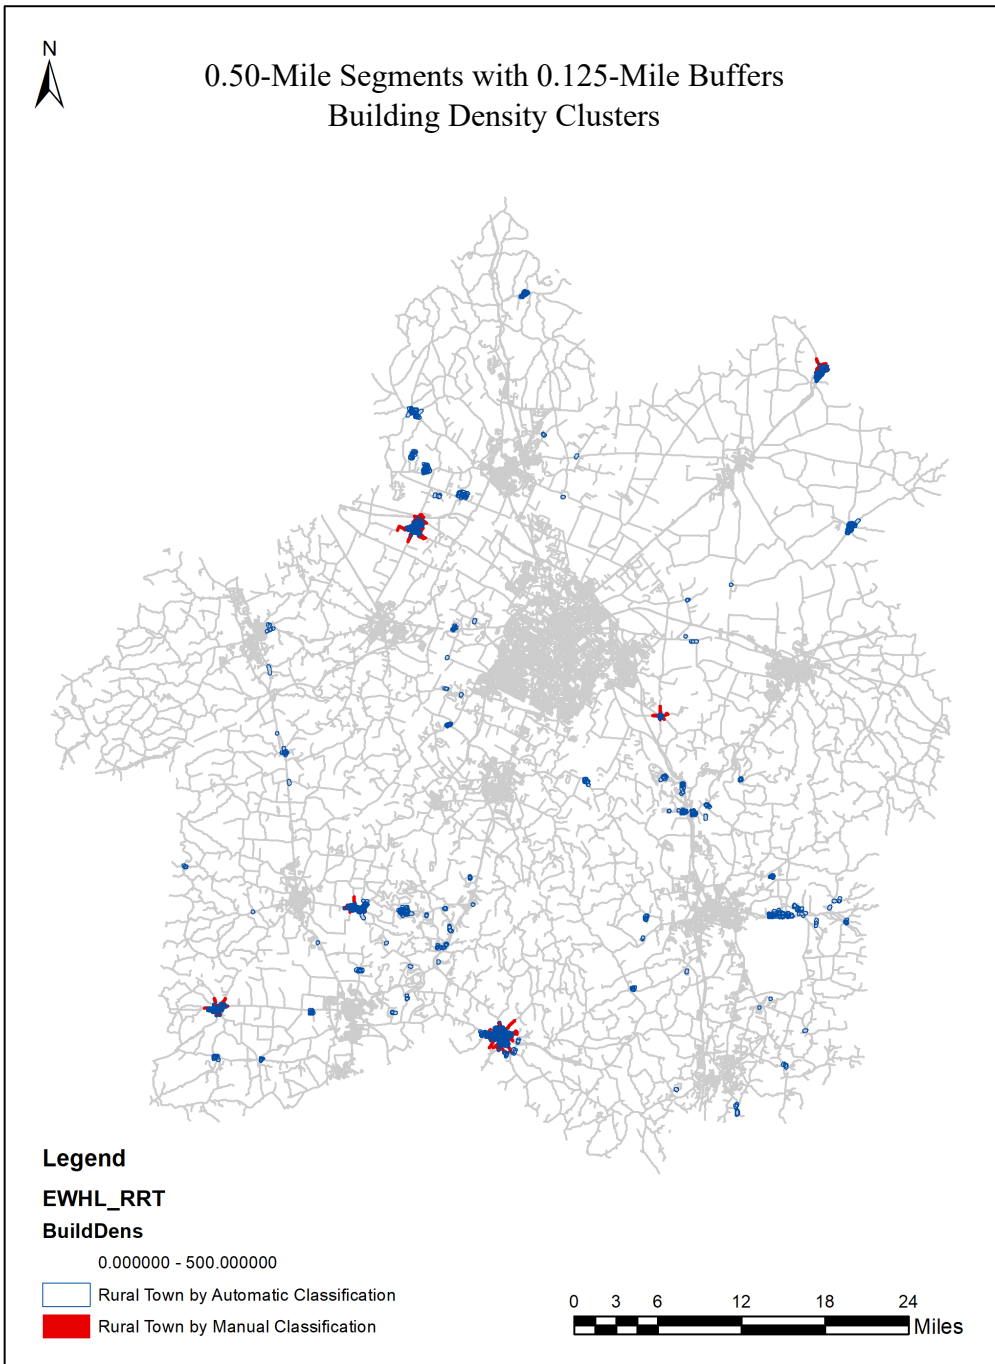 N
0.50-Mile Segments with 0.125-Mile Buffers
Building Density Clusters
Legend
EWHL_RRT
BuildDens
0.000000 - 500.000000
Rural Town by Automatic Classification
Rural Town by Manual Classification
0 3 6 12 18 24
Miles